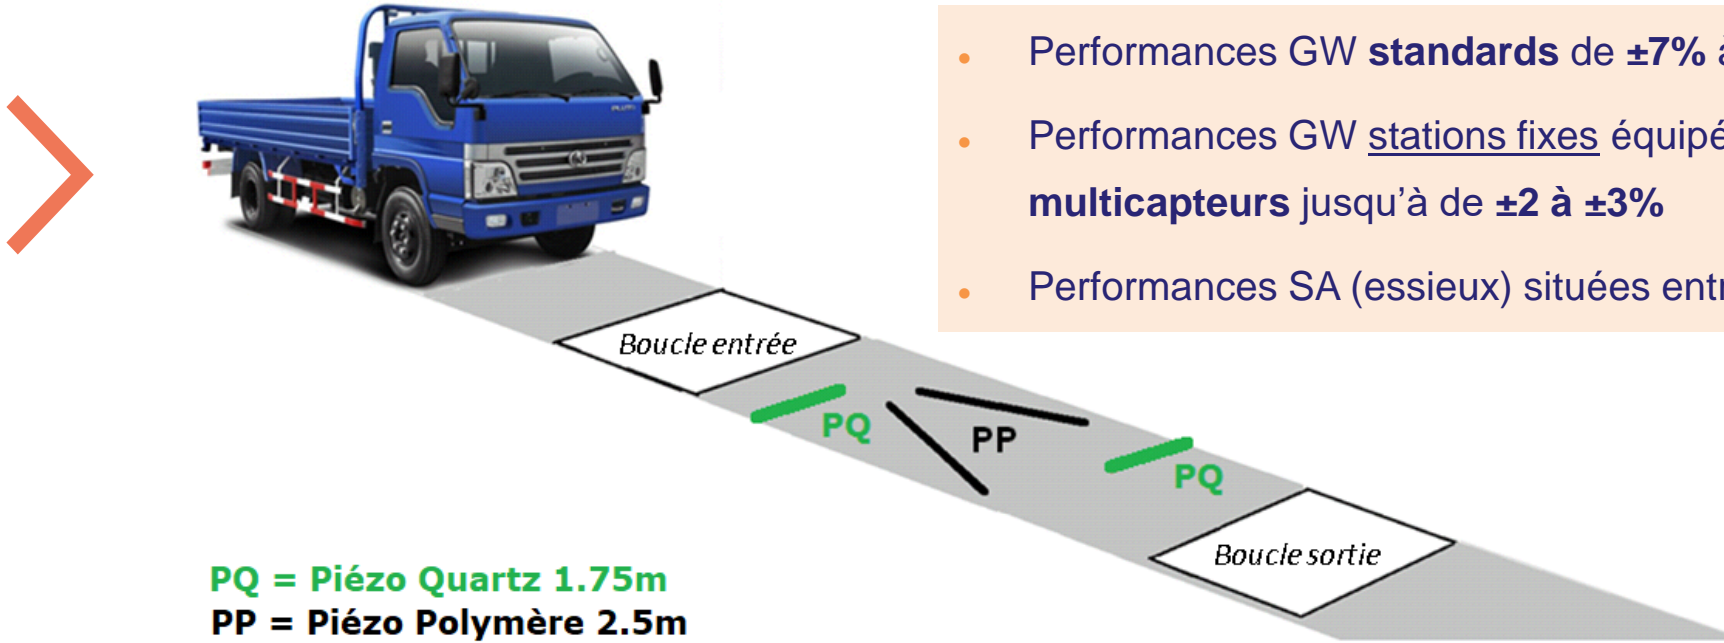 Performances GW standards de ±7% à
Performances GW stations fixes équipé
multicapteurs jusqu'à de ±2 à ±3%
Performances SA (essieux) situées entr
Boucle entrée
PQ
PP
PQ
Boucle sortie
PQ = Piézo Quartz 1.75m
PP = Piézo Polymère 2.5m